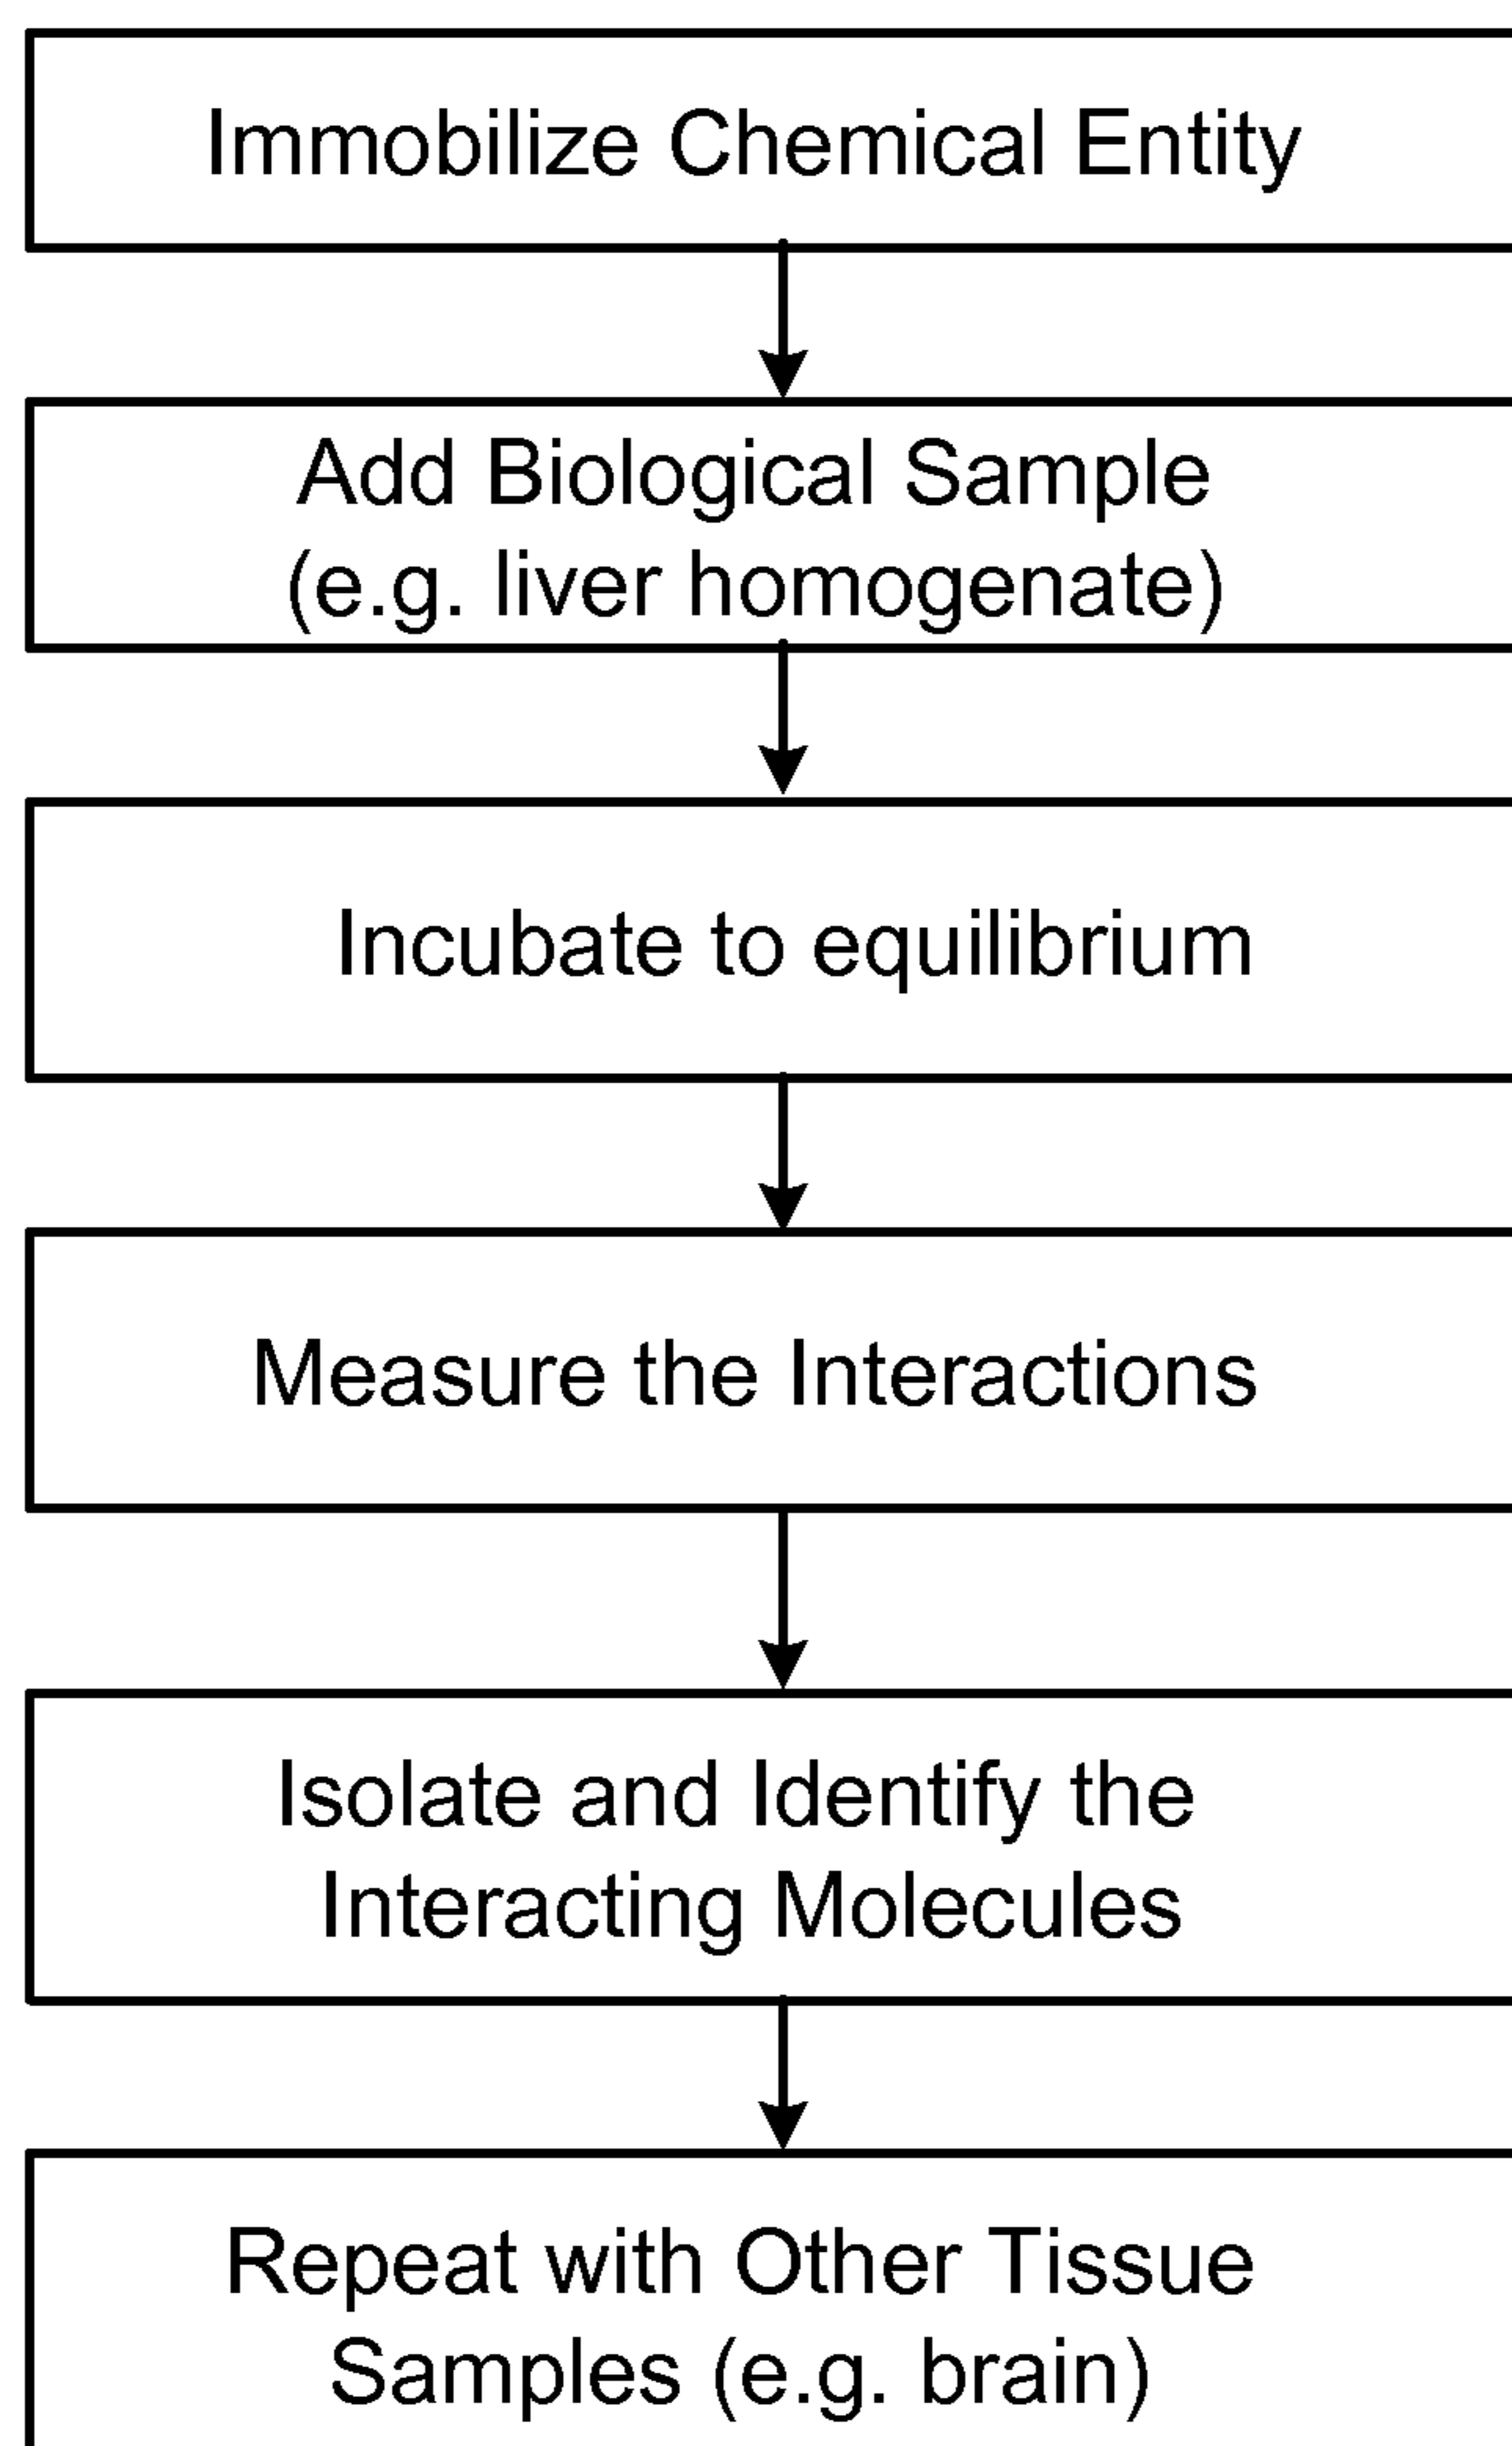 Immobilize Chemical Entity
Add Biological Sample
(e.g. liver homogenate)
Incubate to equilibrium
Measure the Interactions
Isolate and Identify the
Interacting Molecules
Repeat with Other Tissue
Samples (e.g. brain)